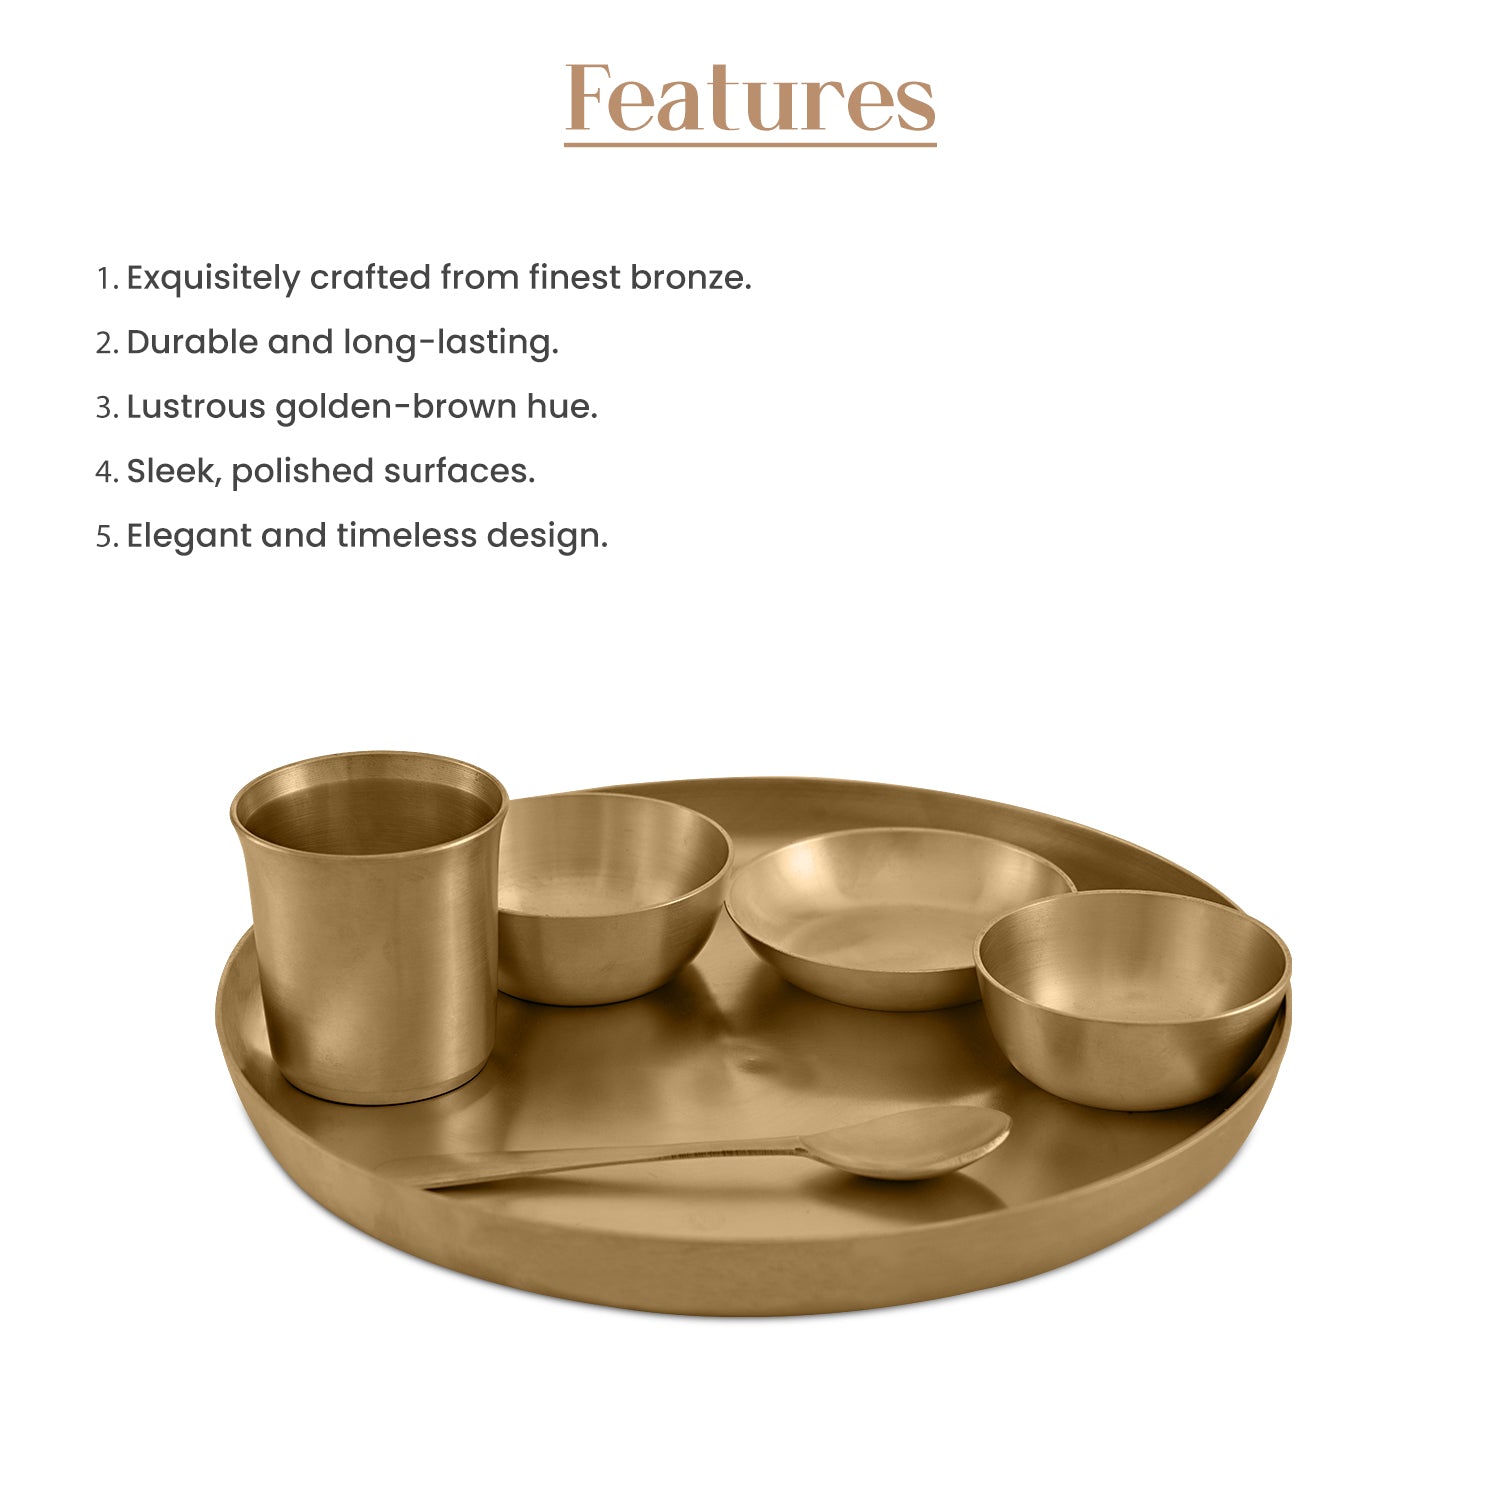 Features
1. Exquisitely crafted from finest bronze.
2. Durable and long-lasting.
3. Lustrous golden-brown hue.
4. Sleek, polished surfaces.
5. Elegant and timeless design.